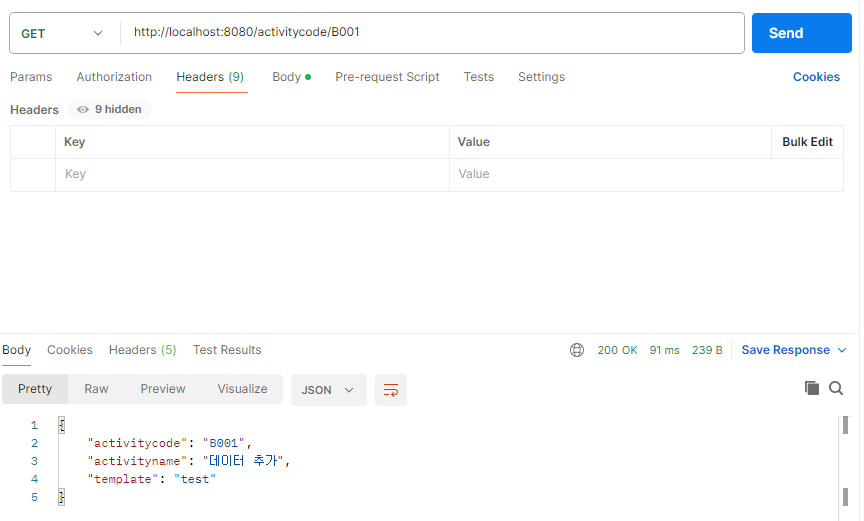 GET http://localhost:8080/activitycode/B001 Send
Params Authorization Headers (9) Body Pre-request Script Tests Settings Cookies
Headers 9 hidden
Key Value Bulk Edit
Key Value
Body Cookies Headers (5) Test Results 200 OK 91 ms 239 B Save Response
Pretty Raw Preview Visualize JSON
1 {
2 "activitycode": "B001",
3 "activityname": "데이터 추가",
4 "template": "test"
5 }